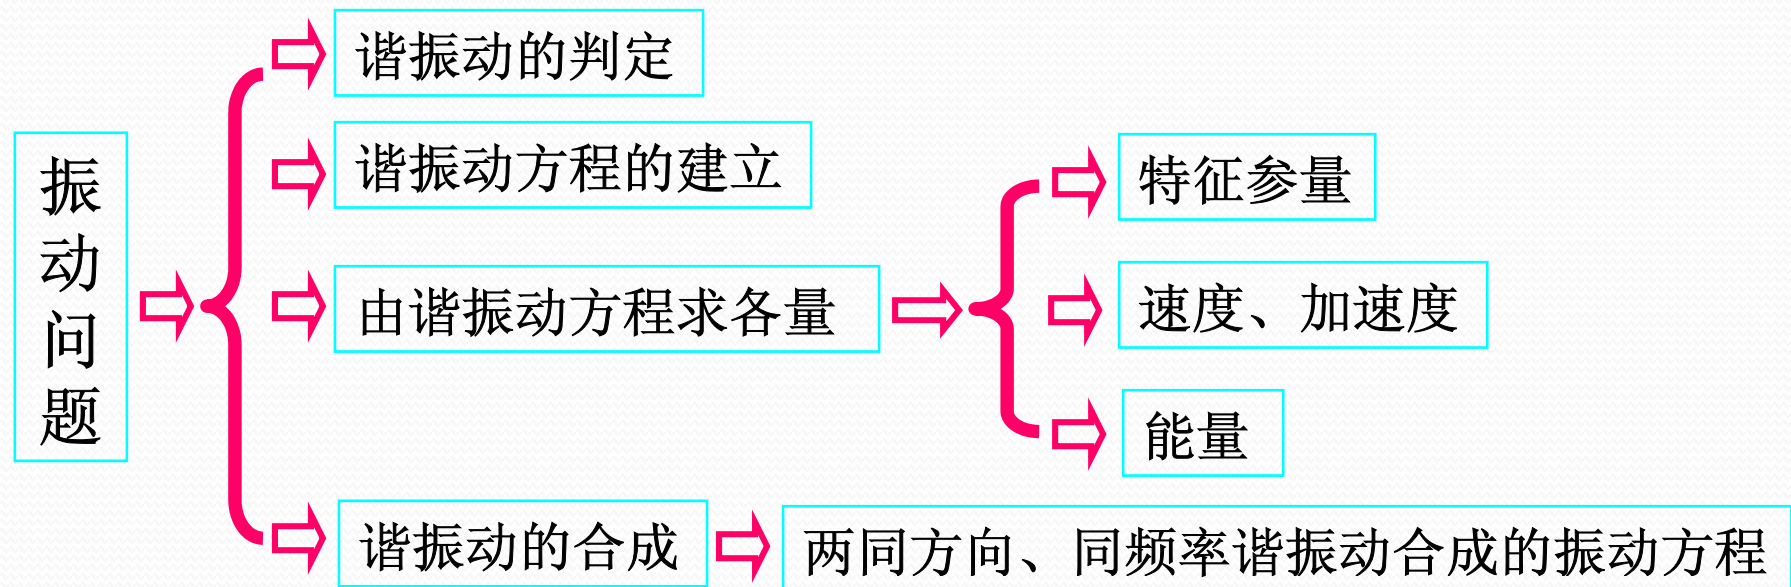 振动问题
谐振动的判定
谐振动方程的建立
由谐振动方程求各量
特征参量
速度、加速度
能量
谐振动的合成
两同方向、同频率谐振动合成的振动方程